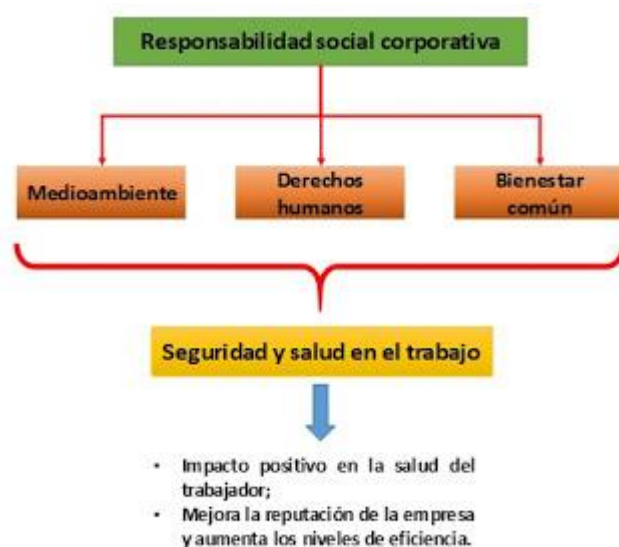 Responsabilidad social corporativa
Medioambiente
Derechos
humanos
Bienestar
común
Seguridad y salud en el trabajo
• Impacto positivo en la salud del
trabajador;
• Mejora la reputación de la empresa
y aumenta los niveles de eficiencia.